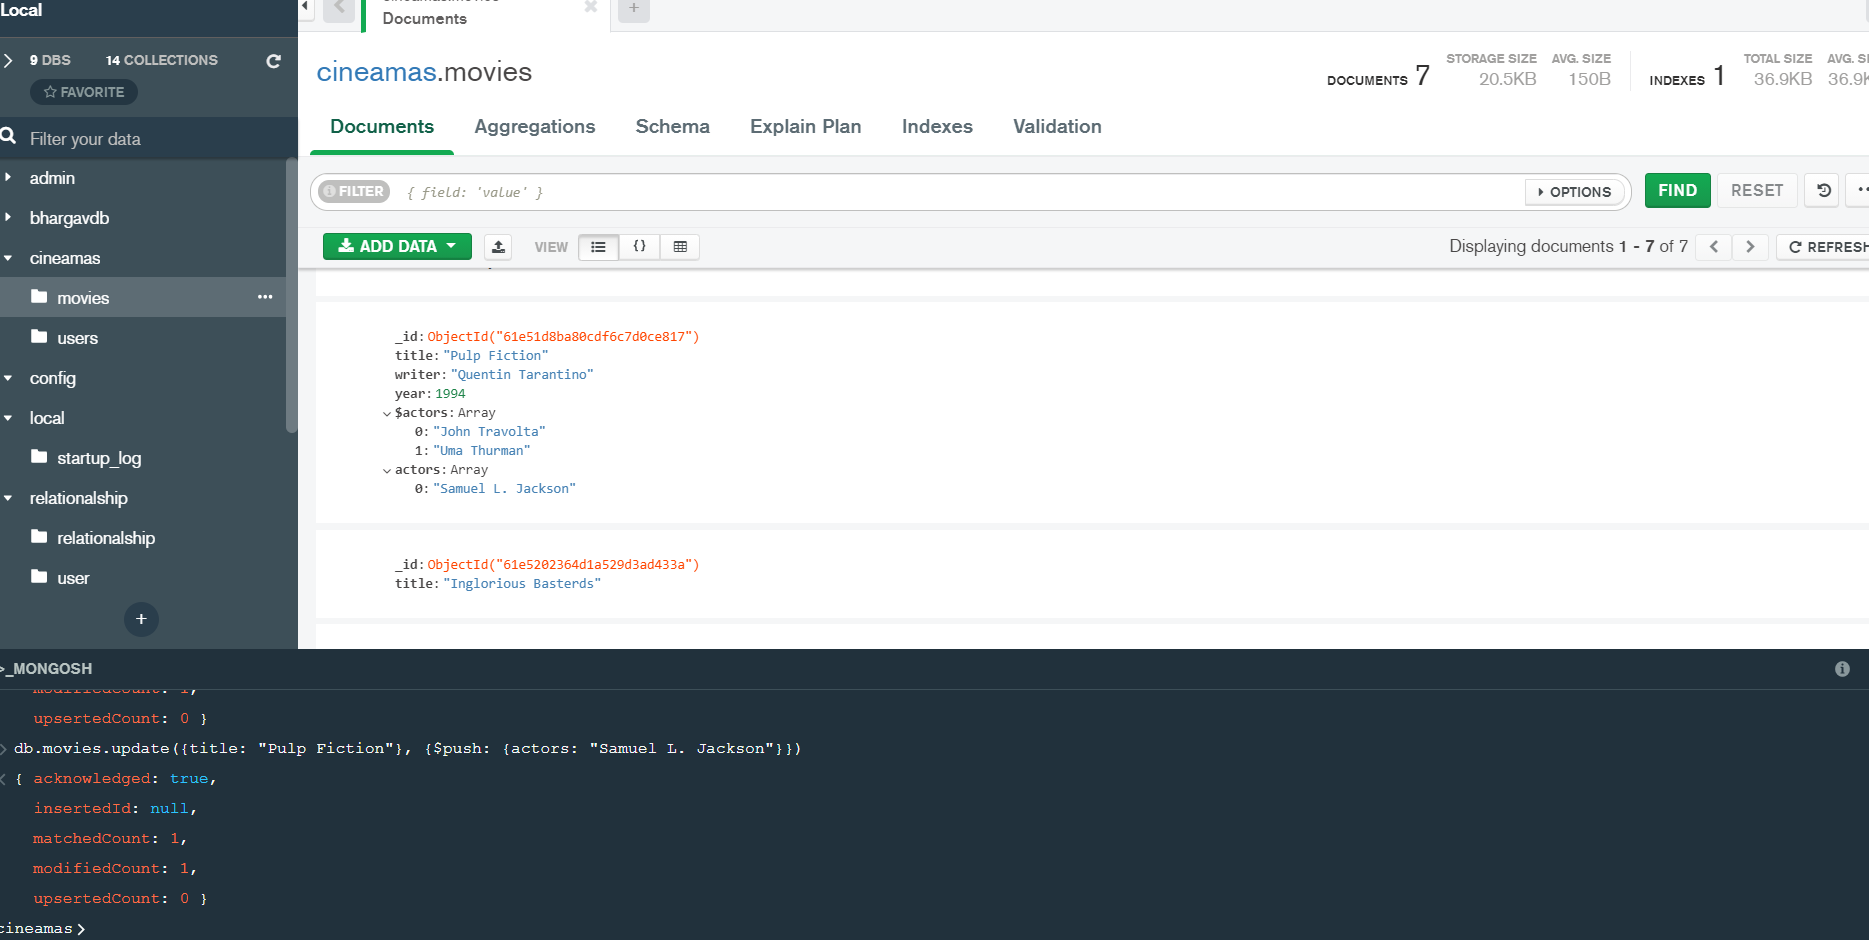 Local
9 DBS 14 COLLECTIONS
FAVORITE
Filter your data
admin
bhargavdb
cineamas
movies
users
config
local
startup_log
relationalship
relationalship
user
+
Documents
+
cineamas.movies
DOCUMENTS 7
STORAGE SIZE AVG. SIZE
20.5KB 150B
INDEXES 1
TOTAL SIZE AVG.
36.9KB
Documents Aggregations Schema Explain Plan Indexes Validation
FILTER { field: 'value' }
OPTIONS
FIND RESET
ADD DATA VIEW {} Displaying documents 1 - 7 of 7 REFRESH
_id: ObjectId("61e51d8ba80cdf6c7d0ce817")
title: "Pulp Fiction"
writer: "Quentin Tarantino"
year: 1994
$actors: Array
0: "John Travolta"
1: "Uma Thurman"
actors: Array
0: "Samuel L. Jackson"
_id: ObjectId("61e5202364d1a529d3ad433a")
title: "Inglorious Basterds"
>_MONGOSH
modifiedCount: 1,
upsertedCount: 0 }
db.movies.update({title: "Pulp Fiction"}, {$push: {actors: "Samuel L. Jackson"}})
< { acknowledged: true,
insertedId: null,
matchedCount: 1,
modifiedCount: 1,
upsertedCount: 0 }
cineamas>